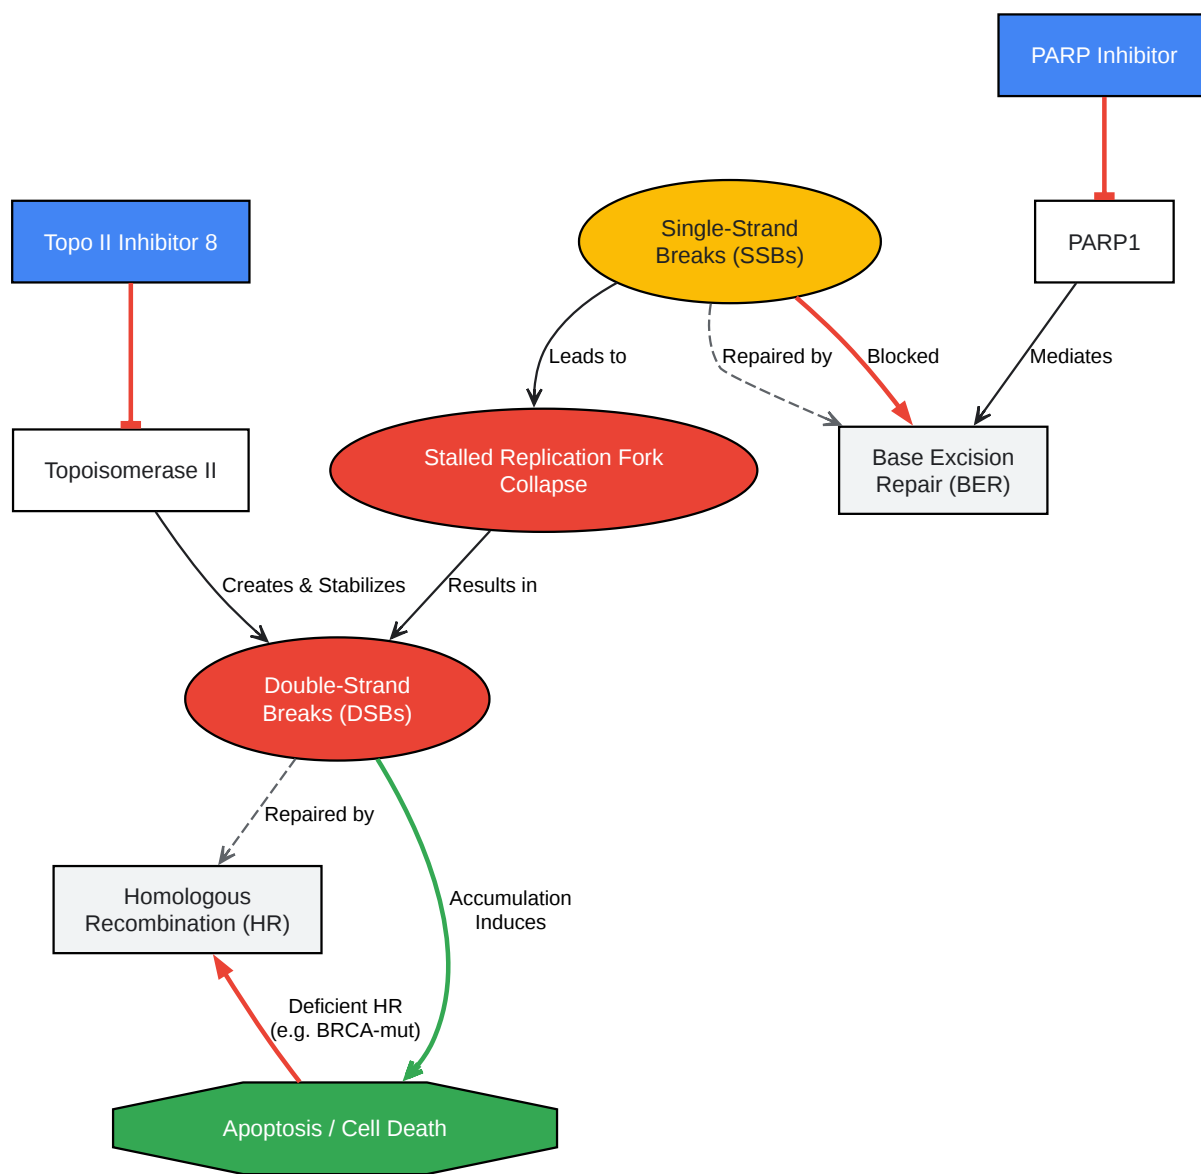 PARP Inhibitor
Topo II Inhibitor 8
Single-Strand
Breaks (SSBs)
PARP1
Leads to
Repaired by
Blocked
Mediates
Topoisomerase II
Stalled Replication Fork
Collapse
Base Excision
Repair (BER)
Creates & Stabilizes
Results in
Double-Strand
Breaks (DSBs)
Repaired by
Homologous
Recombination (HR)
Accumulation
Induces
Deficient HR
(e.g. BRCA-mut)
Apoptosis / Cell Death